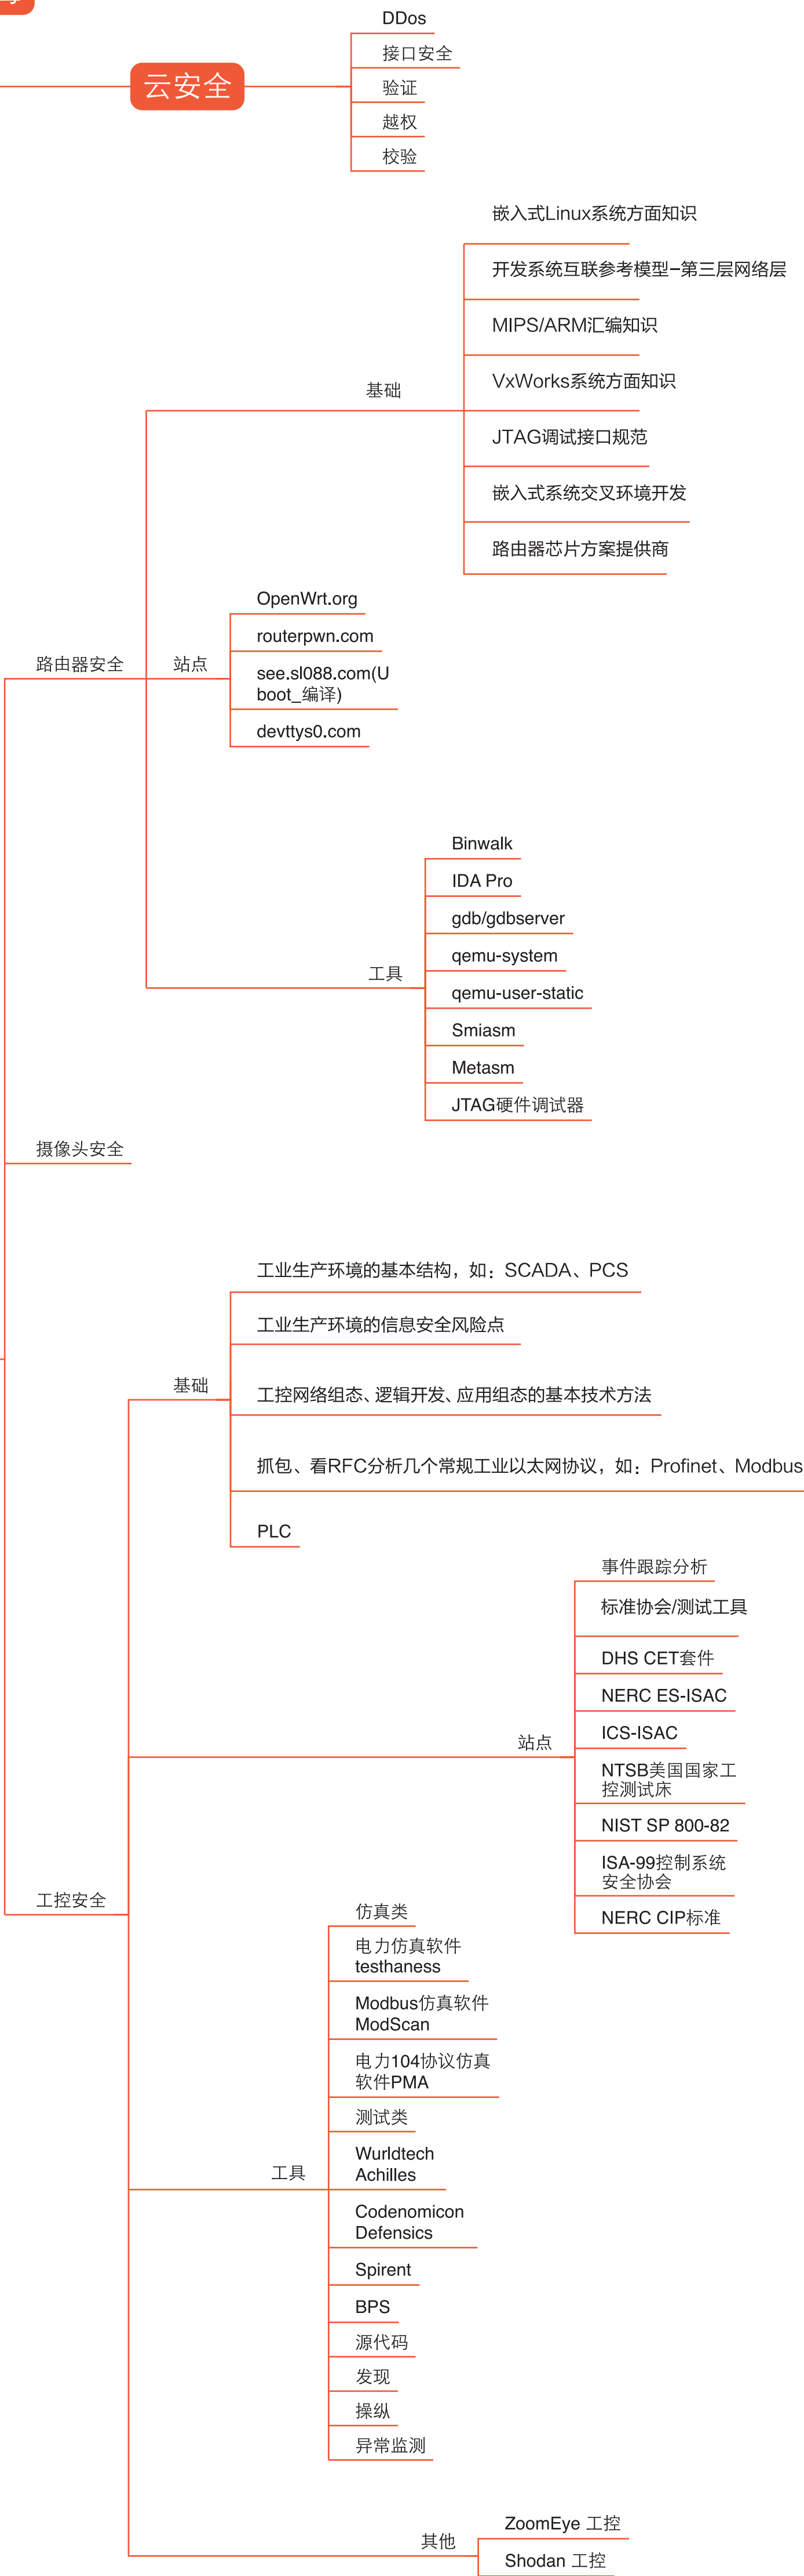 云安全
DDos
接口安全
验证
越权
校验
路由器安全
基础
嵌入式Linux系统方面知识
开发系统互联参考模型–第三层网络层
MIPS/ARM汇编知识
VxWorks系统方面知识
JTAG调试接口规范
嵌入式系统交叉环境开发
路由器芯片方案提供商
站点
OpenWrt.org
routerpwn.com
see.sl088.com(U
boot_编译)
devttys0.com
工具
Binwalk
IDA Pro
gdb/gdbserver
qemu-system
qemu-user-static
Smiasm
Metasm
JTAG硬件调试器
摄像头安全
工控安全
基础
工业生产环境的基本结构，如：SCADA、PCS
工业生产环境的信息安全风险点
工控网络组态、逻辑开发、应用组态的基本技术方法
抓包、看RFC分析几个常规工业以太网协议，如：Profinet、Modbus
PLC
站点
事件跟踪分析
标准协会/测试工具
DHS CET套件
NERC ES-ISAC
ICS-ISAC
NTSB美国国家工
控测试床
NIST SP 800-82
ISA-99控制系统
安全协会
NERC CIP标准
工具
仿真类
电力仿真软件
testhaness
Modbus仿真软件
ModScan
电力104协议仿真
软件PMA
测试类
Wurldtech
Achilles
Codenomicon
Defensics
Spirent
BPS
源代码
发现
操纵
异常监测
其他
ZoomEye 工控
Shodan 工控